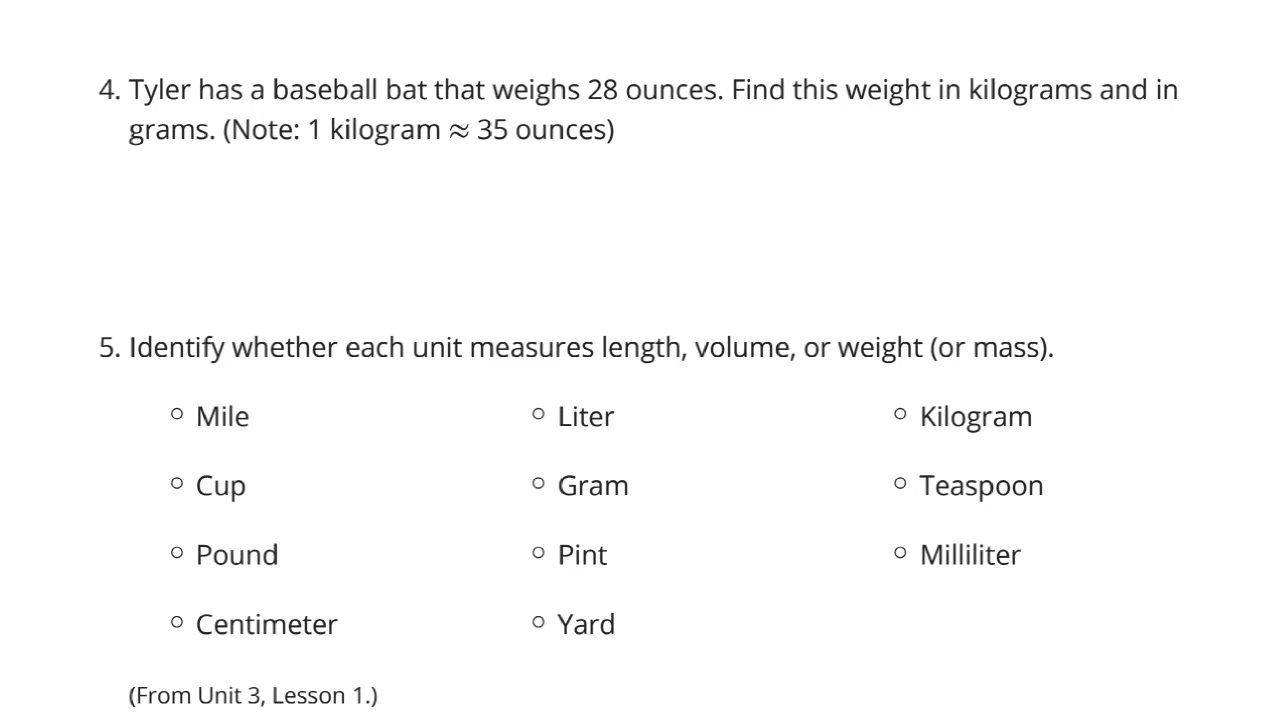 4. Tyler has a baseball bat that weighs 28 ounces. Find this weight in kilograms and in
grams. (Note: 1 kilogram ≈ 35 ounces)
5. Identify whether each unit measures length, volume, or weight (or mass).
○ Mile
○ Cup
○ Pound
○ Centimeter
○ Liter
○ Gram
○ Pint
○ Yard
○ Kilogram
○ Teaspoon
○ Milliliter
(From Unit 3, Lesson 1.)